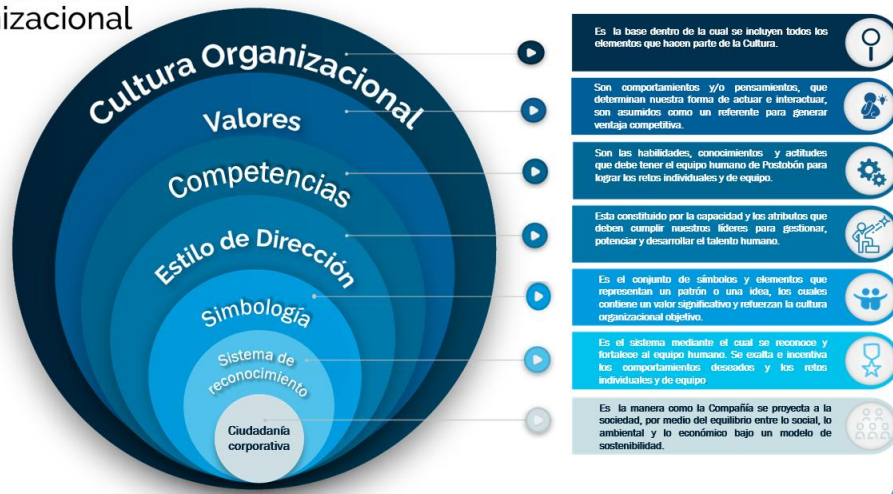 nizacional
Cultura Organizacional
Valores
Competencias
Estilo de Dirección
Simbología
Sistema de
reconocimiento
Ciudadanía
corporativa
Es la base dentro de la cual se incluyen todos los
elementos que hacen parte de la Cultura.
Son comportamientos y/o pensamientos, que
determinan nuestra forma de actuar e interactuar,
son asumidos como un referente para generar
ventaja competitiva.
Son las habilidades, conocimientos y actitudes
que debe tener el equipo humano de Postobón para
lograr los retos individuales y de equipo.
Esta constituido por la capacidad y los atributos que
deben cumplir nuestros líderes para gestionar,
potenciar y desarrollar el talento humano.
Es el conjunto de símbolos y elementos que
representan un patrón o una idea, los cuales
contiene un valor significativo y refuerzan la cultura
organizacional objetivo.
Es el sistema mediante el cual se reconoce y
fortalece al equipo humano. Se exalta e incentiva
los comportamientos deseados y los retos
individuales y de equipo.
Es la manera como la Compañía se proyecta a la
sociedad, por medio del equilibrio entre lo social, lo
ambiental y lo económico bajo un modelo de
sostenibilidad.